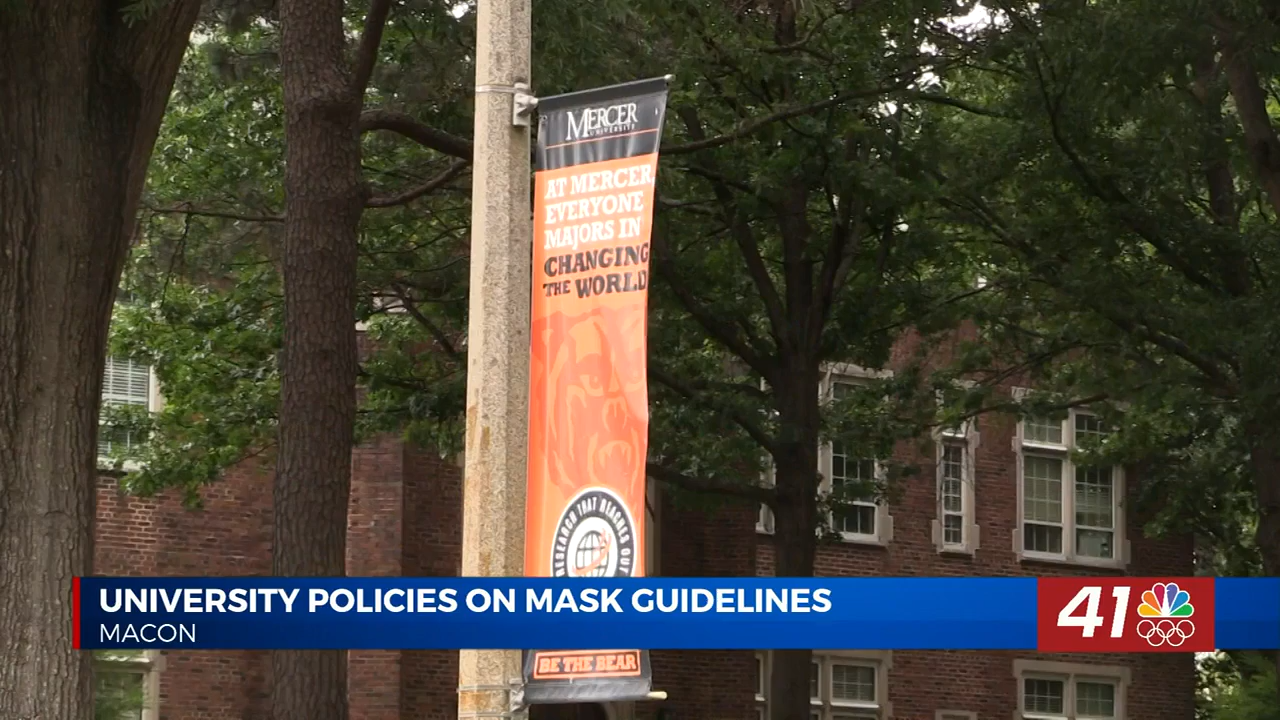 MERCER
UNIVERSITY
AT MERCER
EVERYONE
MAJORS IN
CHANGING
THE WORLD
RESEARCH THAT REACHES OUT
UNIVERSITY POLICIES ON MASK GUIDELINES
MACON
41
BE THE BEAR